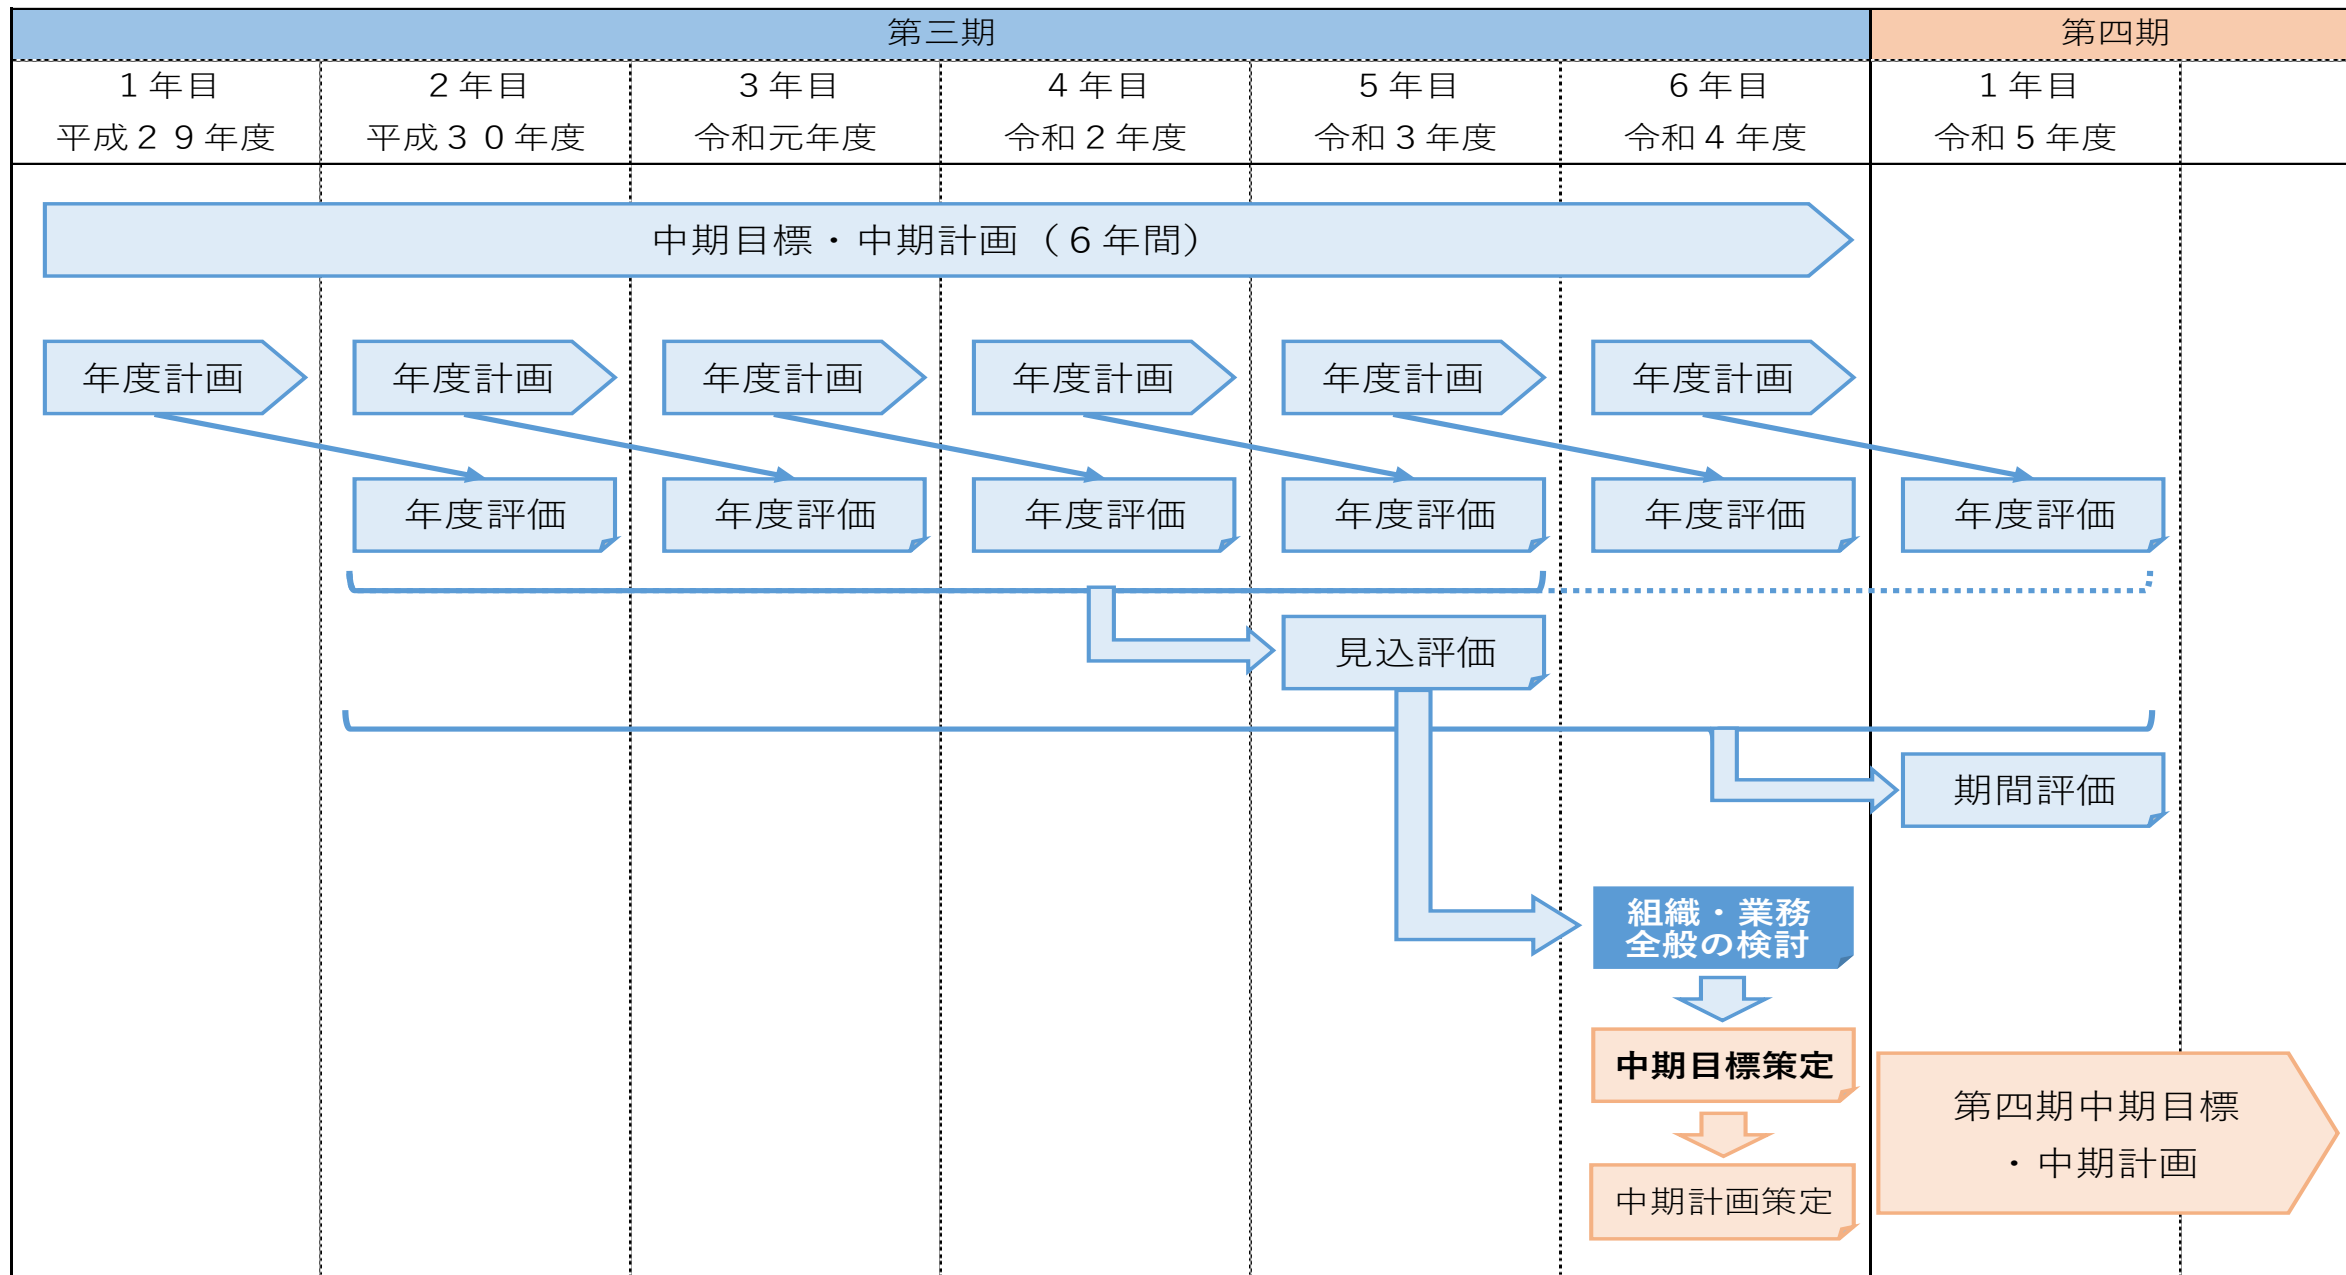 第三期
第四期
１年目
２年目
３年目
４年目
５年目
６年目
１年目
平成２９年度
平成３０年度
令和元年度
令和２年度
令和３年度
令和４年度
令和５年度
中期目標・中期計画（６年間）
年度計画
年度計画
年度計画
年度計画
年度計画
年度計画
年度評価
年度評価
年度評価
年度評価
年度評価
年度評価
見込評価
期間評価
組織・業務
全般の検討
中期目標策定
中期計画策定
第四期中期目標
・中期計画